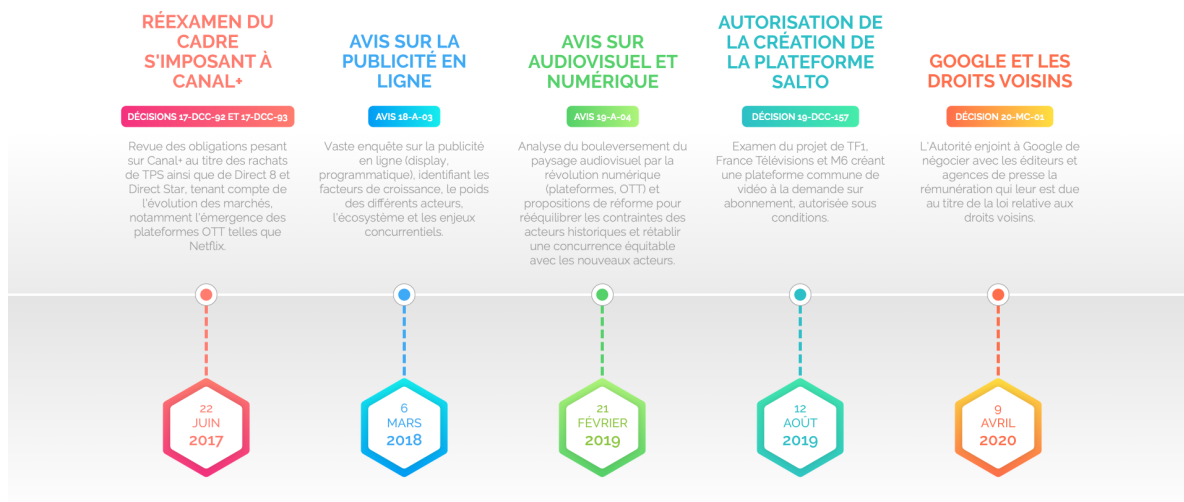 RÉEXAMEN DU
CADRE
S'IMPOSANT À
CANAL+
DÉCISIONS 17-DCC-92 ET 17-DCC-93
Revue des obligations pesant
sur Canal+ au titre des rachats
de TPS ainsi que de Direct 8 et
Direct Star, tenant compte de
l'évolution des marchés,
notamment l'émergence des
plateformes OTT telles que
Netflix.
22
JUIN
2017
AVIS SUR LA
PUBLICITÉ EN
LIGNE
AVIS 18-A-03
Vaste enquête sur la publicité
en ligne (display,
programmatique), identifiant les
facteurs de croissance, le poids
des différents acteurs,
l'écosystème et les enjeux
concurrentiels.
6
MARS
2018
AVIS SUR
AUDIOVISUEL ET
NUMÉRIQUE
AVIS 19-A-04
Analyse du bouleversement du
paysage audiovisuel par la
révolution numérique
(plateformes, OTT) et
propositions de réforme pour
rééquilibrer les contraintes des
acteurs historiques et rétablir
une concurrence équitable
avec les nouveaux acteurs.
21
FÉVRIER
2019
AUTORISATION DE
LA CRÉATION DE
LA PLATEFORME
SALTO
DÉCISION 19-DCC-157
Examen du projet de TF1,
France Télévisions et M6 créant
une plateforme commune de
vidéo à la demande sur
abonnement, autorisée sous
conditions.
12
AOÛT
2019
GOOGLE ET LES
DROITS VOISINS
DÉCISION 20-MC-01
L'Autorité enjoint à Google de
négocier avec les éditeurs et
agences de presse la
rémunération qui leur est due
au titre de la loi relative aux
droits voisins.
9
AVRIL
2020